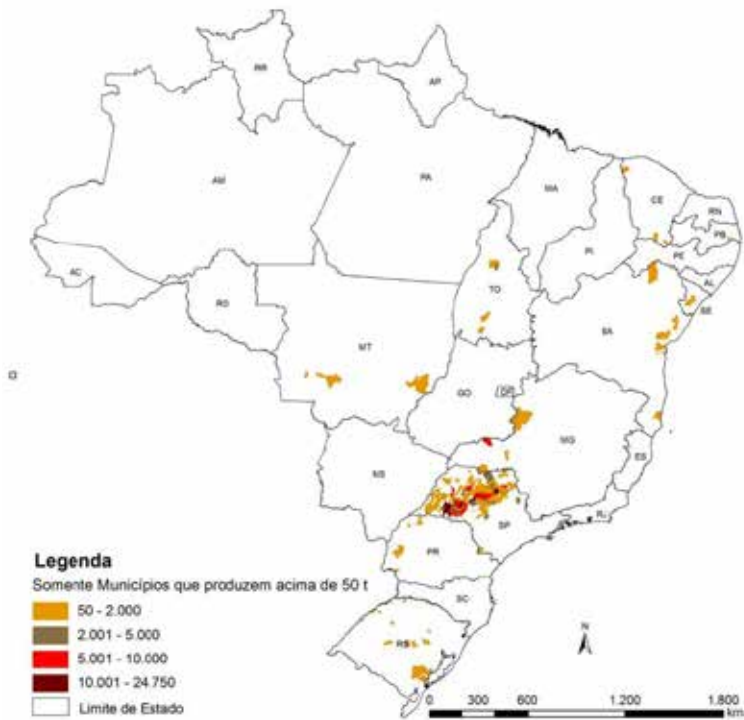 RR
AP
AM
PA
MA
CE
RN
PB
PI
PE
AC
AL
TO
SE
RO
BA
MT
GO
DF
MG
ES
MS
SP
RJ
PR
SC
RS
Legenda
Somente Municípios que produzem acima de 50 t
50 - 2.000
2.001 - 5.000
5.001 - 10.000
10.001 - 24.750
Limite de Estado
N
0 300 600 1.200 1.800
km